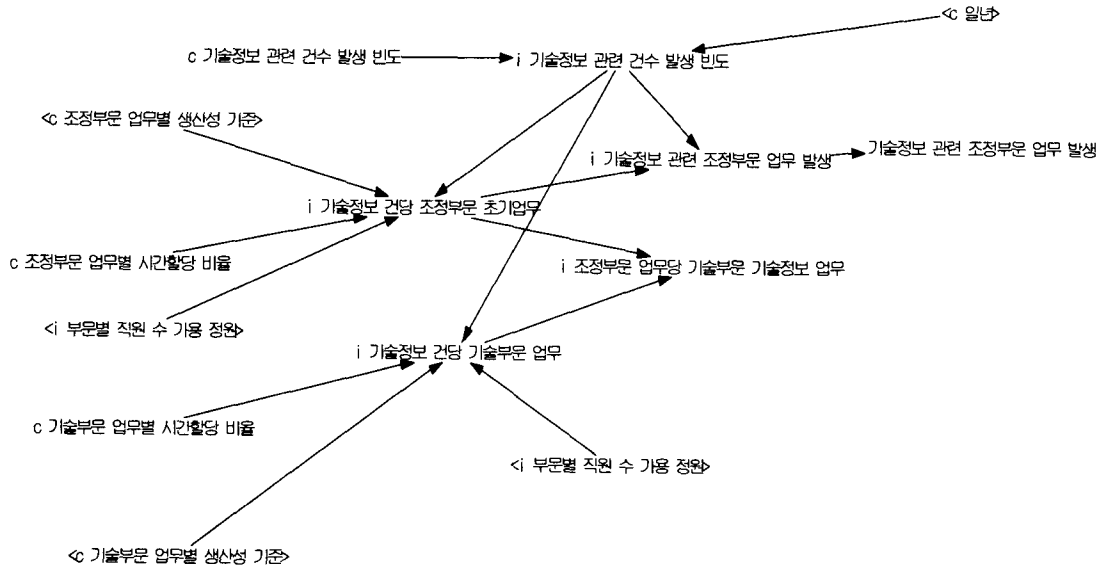 <c 일년>
c 기술정보 관련 건수 발생 빈도
i 기술정보 관련 건수 발생 빈도
<c 조정부문 업무별 생산성 기준>
i 기술정보 관련 조정부문 업무 발생
기술정보 관련 조정부문 업무 발생
i 기술정보 건당 조정부문 초기업무
c 조정부문 업무별 시간할당 비율
i 조정부문 업무당 기술부문 기술정보 업무
<i 부문별 직원 수 가용 정원>
i 기술정보 건당 기술부문 업무
c 기술부문 업무별 시간할당 비율
<i 부문별 직원 수 가용 정원>
<c 기술부문 업무별 생산성 기준>